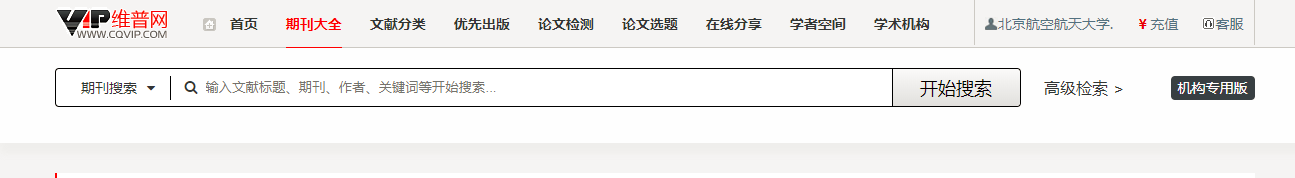 VIP维普网
WWW.CQVIP.COM
首页 期刊大全 文献分类 优先出版 论文检测 论文选题 在线分享 学者空间 学术机构 北京航空航天大学. ¥ 充值 客服
期刊搜索 输入文献标题、期刊、作者、关键词等开始搜索... 开始搜索 高级检索 > 机构专用版